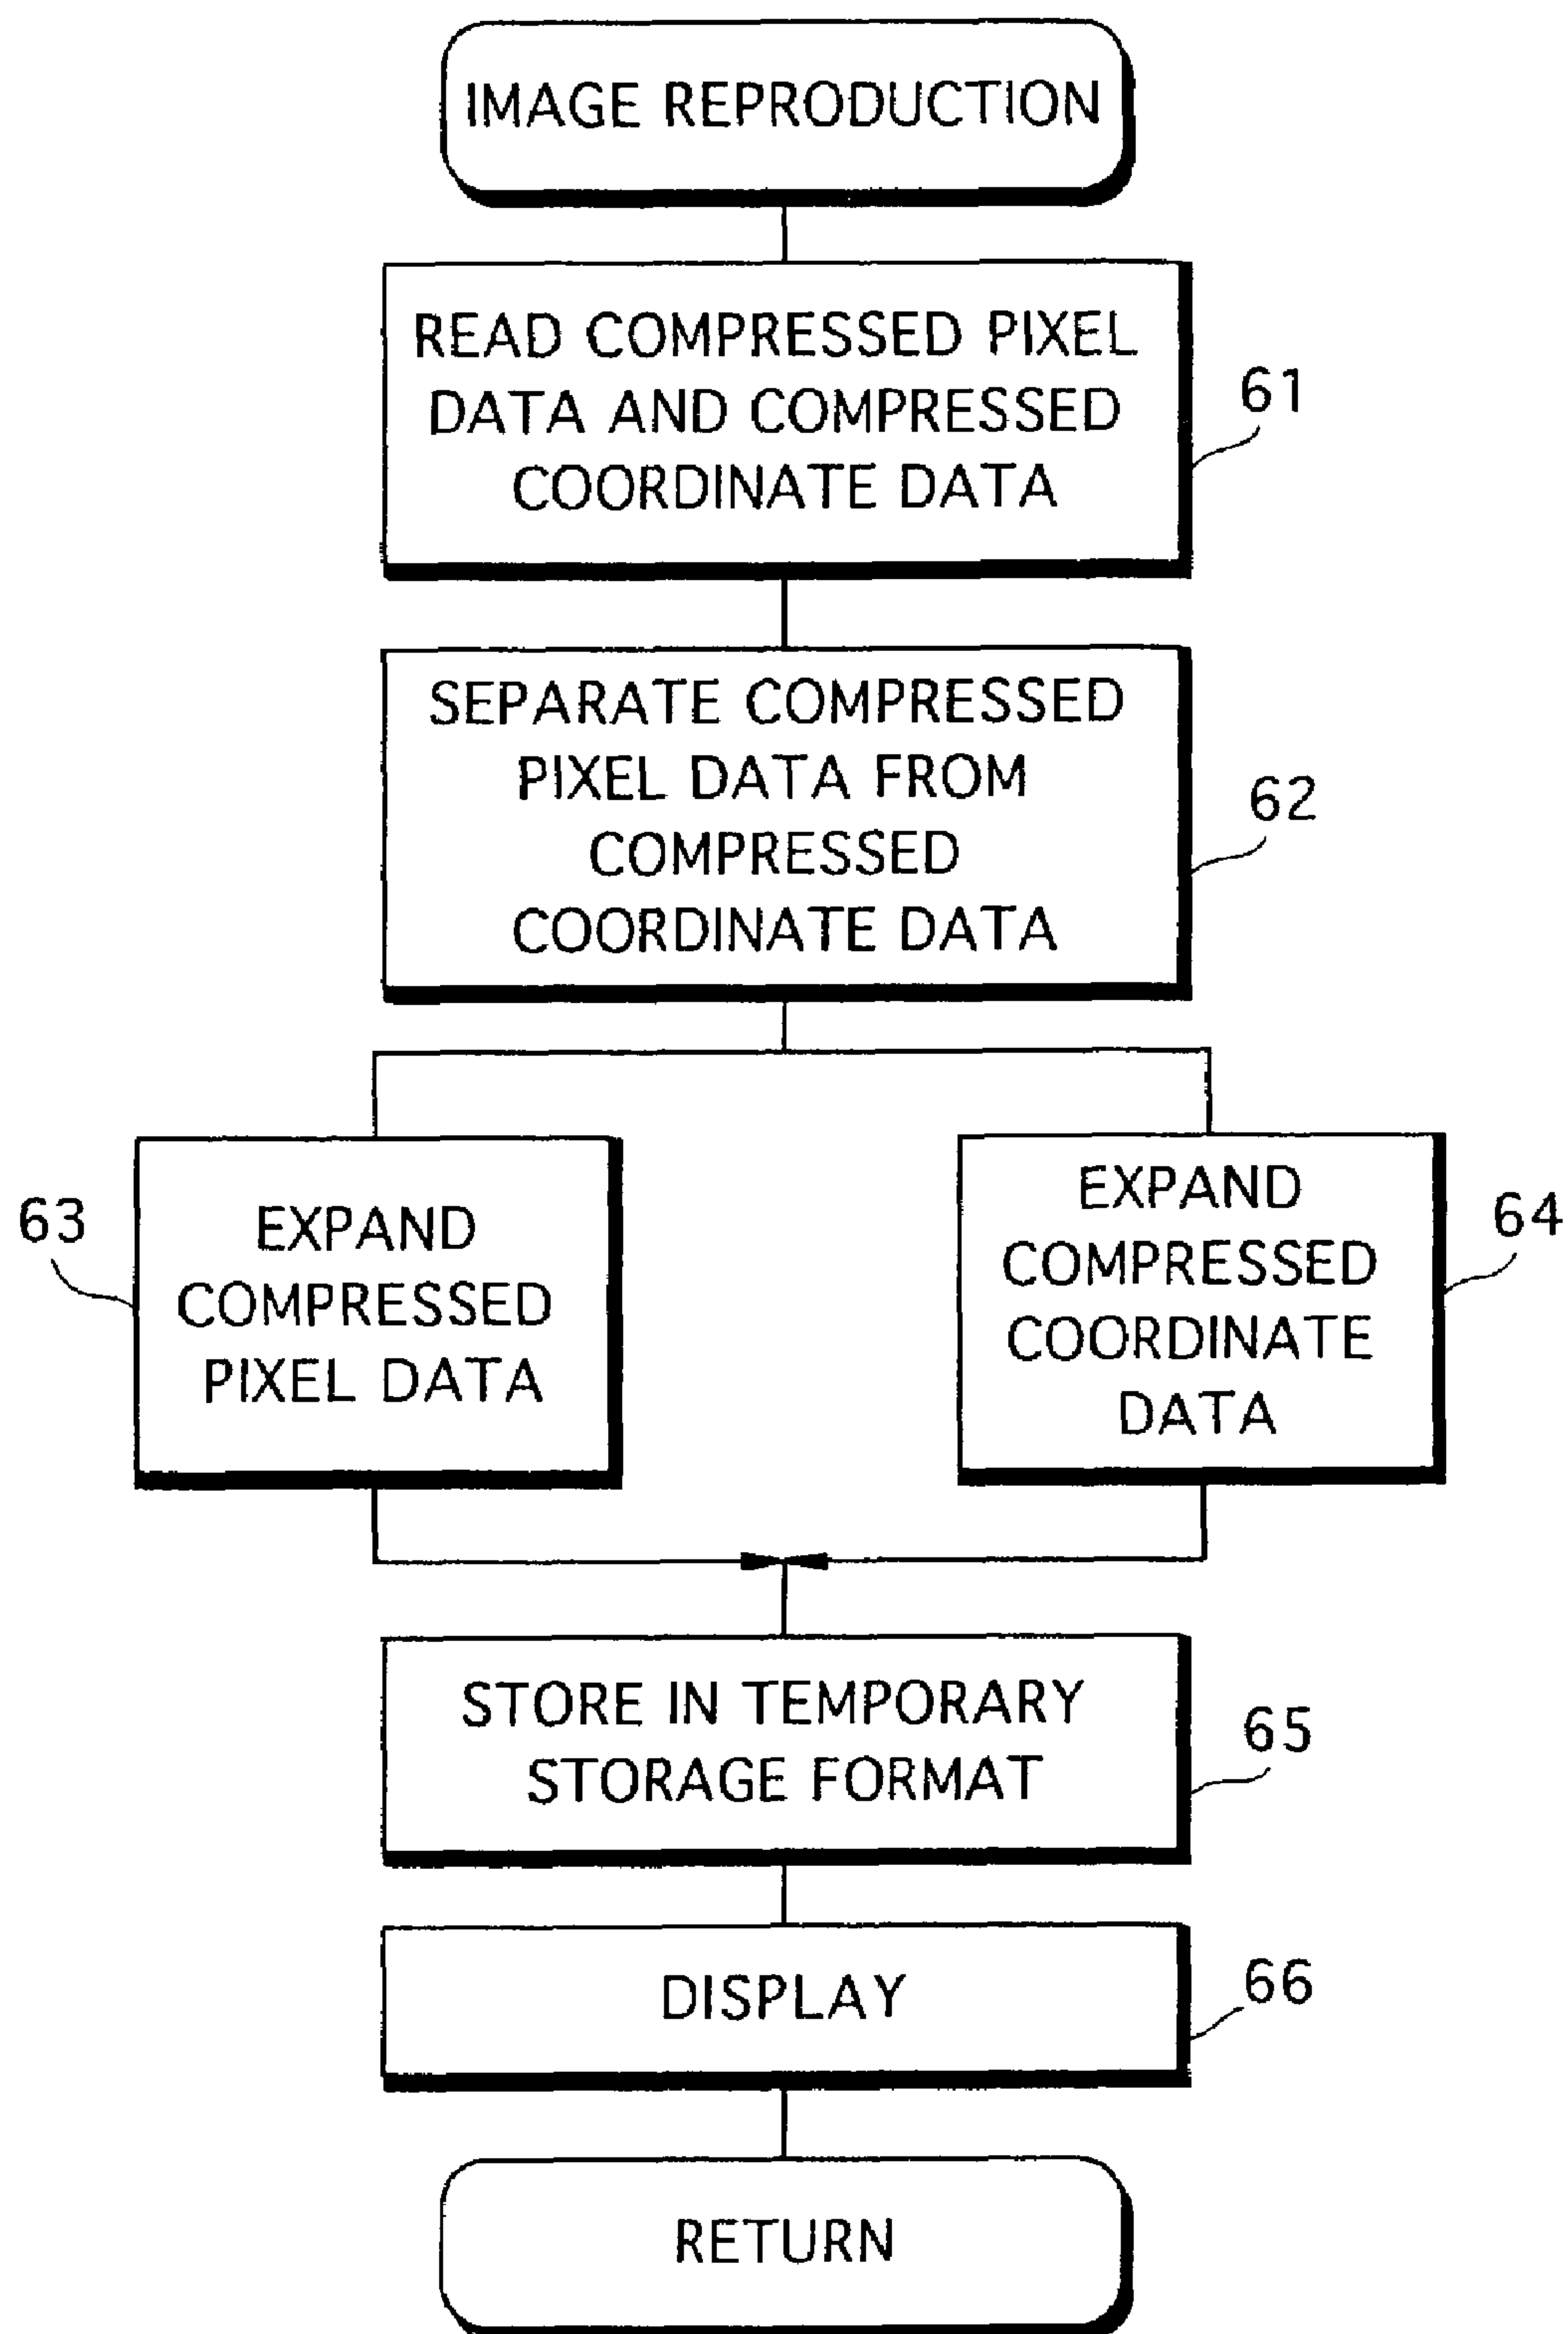 IMAGE REPRODUCTION
READ COMPRESSED PIXEL
DATA AND COMPRESSED
COORDINATE DATA
61
SEPARATE COMPRESSED
PIXEL DATA FROM
COMPRESSED
COORDINATE DATA
62
63
EXPAND
COMPRESSED
PIXEL DATA
EXPAND
COMPRESSED
COORDINATE
DATA
64
STORE IN TEMPORARY
STORAGE FORMAT
65
DISPLAY
66
RETURN